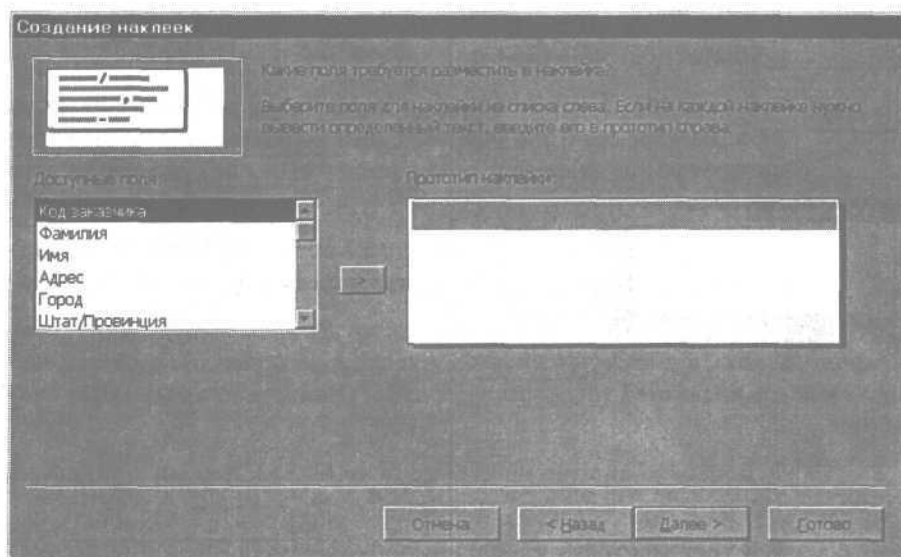 Создание наклеек
Какие поля требуется разместить в наклейке?
Выберите поля для наклейки из списка слева. Если на каждой наклейке нужно
вывести определенный текст, введите его в прототип справа.
Доступные поля:
Прототип наклейки:
Код заказчика
Фамилия
Имя
Адрес
Город
Штат/Провинция
>
Отмена
< Назад
Далее >
Готово